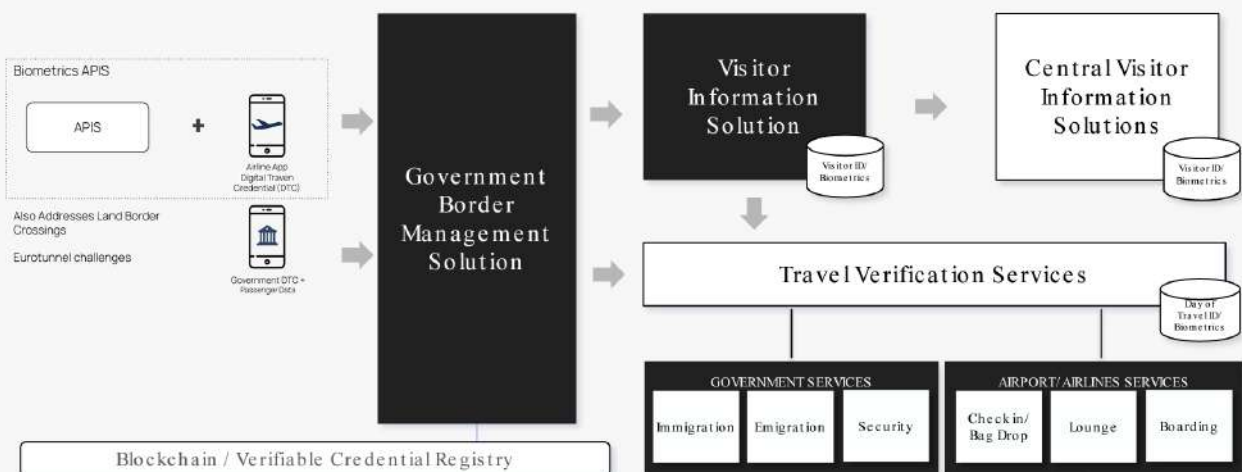 Biometrics APIS
APIS
+
Airline App
Digital Traven
Credential (DTC)
Also Addresses Land Border
Crossings
Eurotunnel challenges
Government DTC +
Passenger Data
Government
Border
Management
Solution
Visitor
Information
Solution
Visitor ID/
Biometrics
Central Visitor
Information
Solutions
Visitor ID/
Biometrics
Travel Verification Services
Day of
Travel ID/
Biometrics
GOVERNMENT SERVICES
Immigration
Emigration
Security
AIRPORT/AIRLINES SERVICES
Checkin/
Bag Drop
Lounge
Boarding
Blockchain / Verifiable Credential Registry